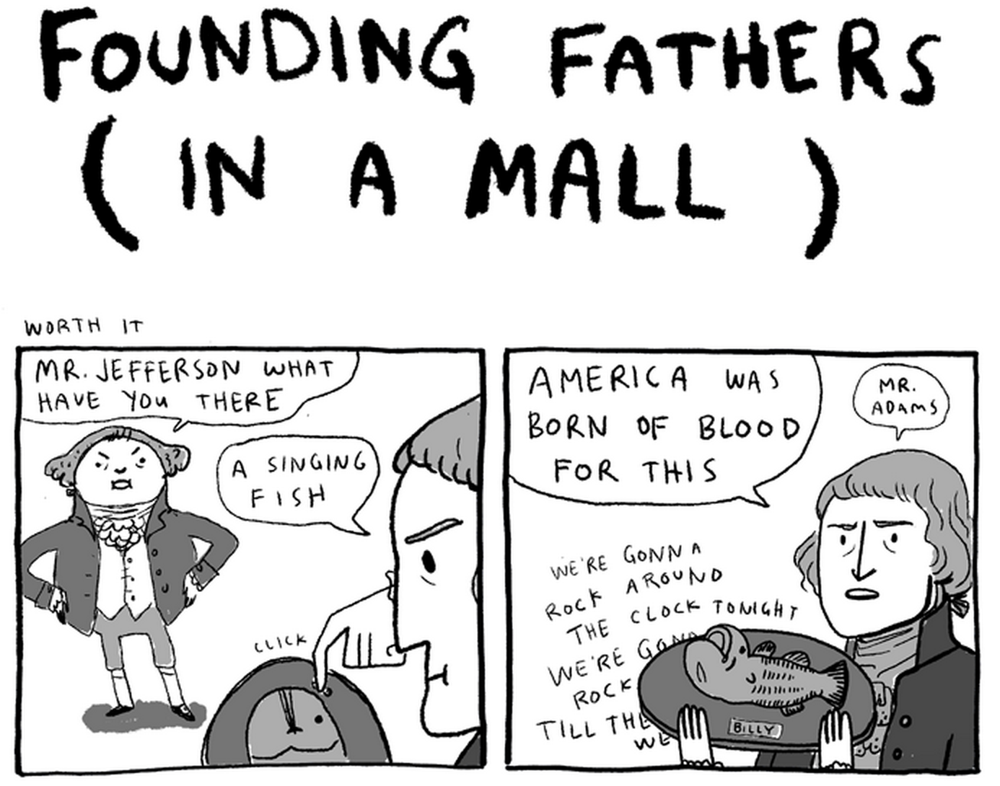 FOUNDING FATHERS
( IN A MALL )
WORTH IT
MR. JEFFERSON WHAT
HAVE YOU THERE
A SINGING
FISH
CLICK
AMERICA WAS
BORN OF BLOOD
FOR THIS
MR.
ADAMS
WE'RE GONNA
ROCK AROUND
THE CLOCK TONIGHT
WE'RE GONNA
ROCK
TILL THE
WE
BILLY